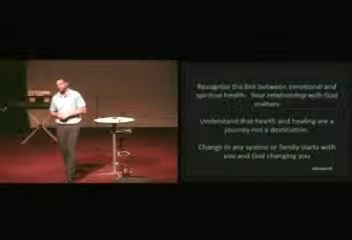 Recognize the link between emotional and
spiritual health. Your relationship with God
matters.
Understand that health and healing are a
journey not a destination.
Change in any system or family starts with
you and God changing you